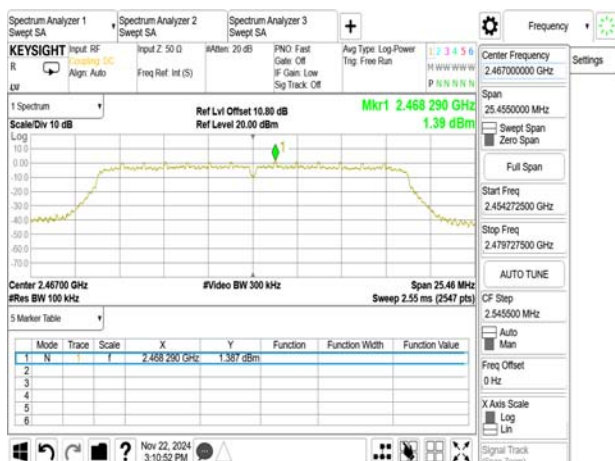 Spectrum Analyzer 1
Swept SA
Spectrum Analyzer 2
Swept SA
Spectrum Analyzer 3
Swept SA
+
Frequency
Settings
KEYSIGHT
R
Input: RF
Coupling: DC
Align: Auto
Input Z: 50 Ω
Freq Ref: Int (S)
#Atten: 20 dB
PNO: Fast
Gate: Off
IF Gain: Low
Sig Track: Off
Avg Type: Log-Power
Trig: Free Run
1 2 3 4 5 6
M W W W W W
P N N N N N
1 Spectrum
Scale/Div 10 dB
Ref Lvl Offset 10.80 dB
Ref Level 20.00 dBm
Mkr1 2.468 290 GHz
1.39 dBm
Log
10.0
0.00
-10.0
-20.0
-30.0
-40.0
-50.0
-60.0
-70.0
1
Center 2.46700 GHz
#Res BW 100 kHz
#Video BW 300 kHz
Span 25.46 MHz
Sweep 2.55 ms (2547 pts)
5 Marker Table
Mode Trace Scale X Y Function Function Width Function Value
1 N 1 f 2.468 290 GHz 1.387 dBm
2
3
4
5
6
Nov 22, 2024
3:10:52 PM
Center Frequency
2.467000000 GHz
Span
25.4550000 MHz
Swept Span
Zero Span
Full Span
Start Freq
2.454272500 GHz
Stop Freq
2.479727500 GHz
AUTO TUNE
CF Step
2.545500 MHz
Auto
Man
Freq Offset
0 Hz
X Axis Scale
Log
Lin
Signal Track